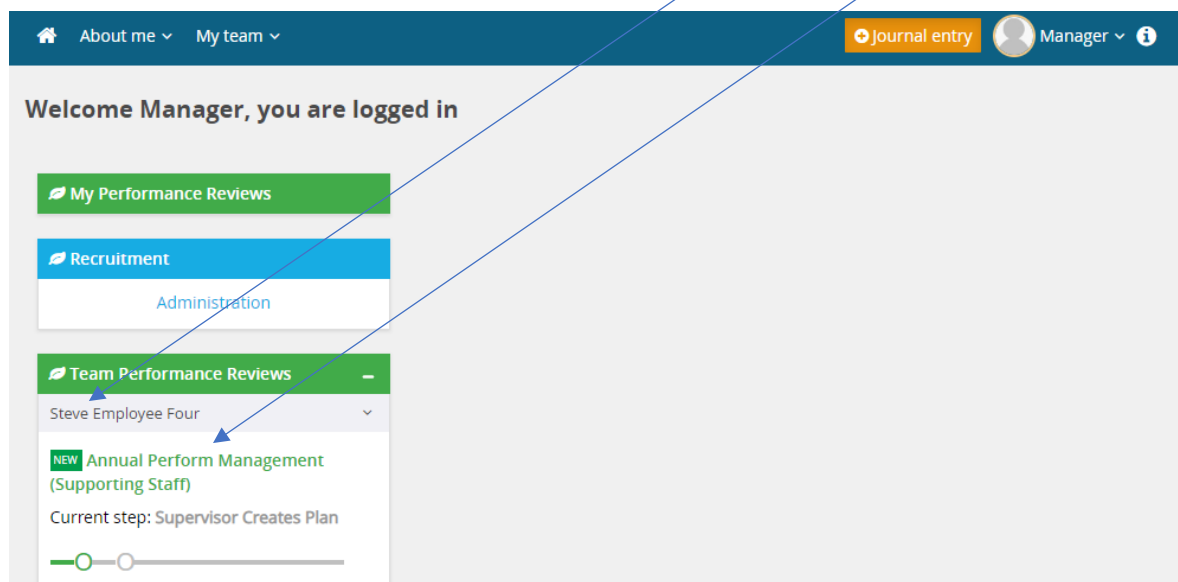 About me My team Journal entry Manager
Welcome Manager, you are logged in
My Performance Reviews
Recruitment
Administration
Team Performance Reviews
Steve Employee Four
NEW Annual Perform Management
(Supporting Staff)
Current step: Supervisor Creates Plan